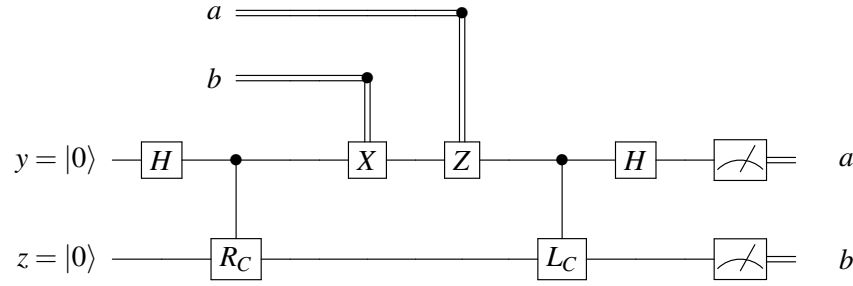 a
b
X Z
y = |0⟩ H H a
z = |0⟩ R_C L_C b